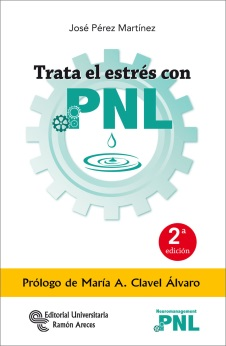 José Pérez Martínez
Trata el estrés con
PNL
2ª
edición
Prólogo de María A. Clavel Álvaro
Editorial Universitaria
Ramón Areces
Neuromanagement
PNL